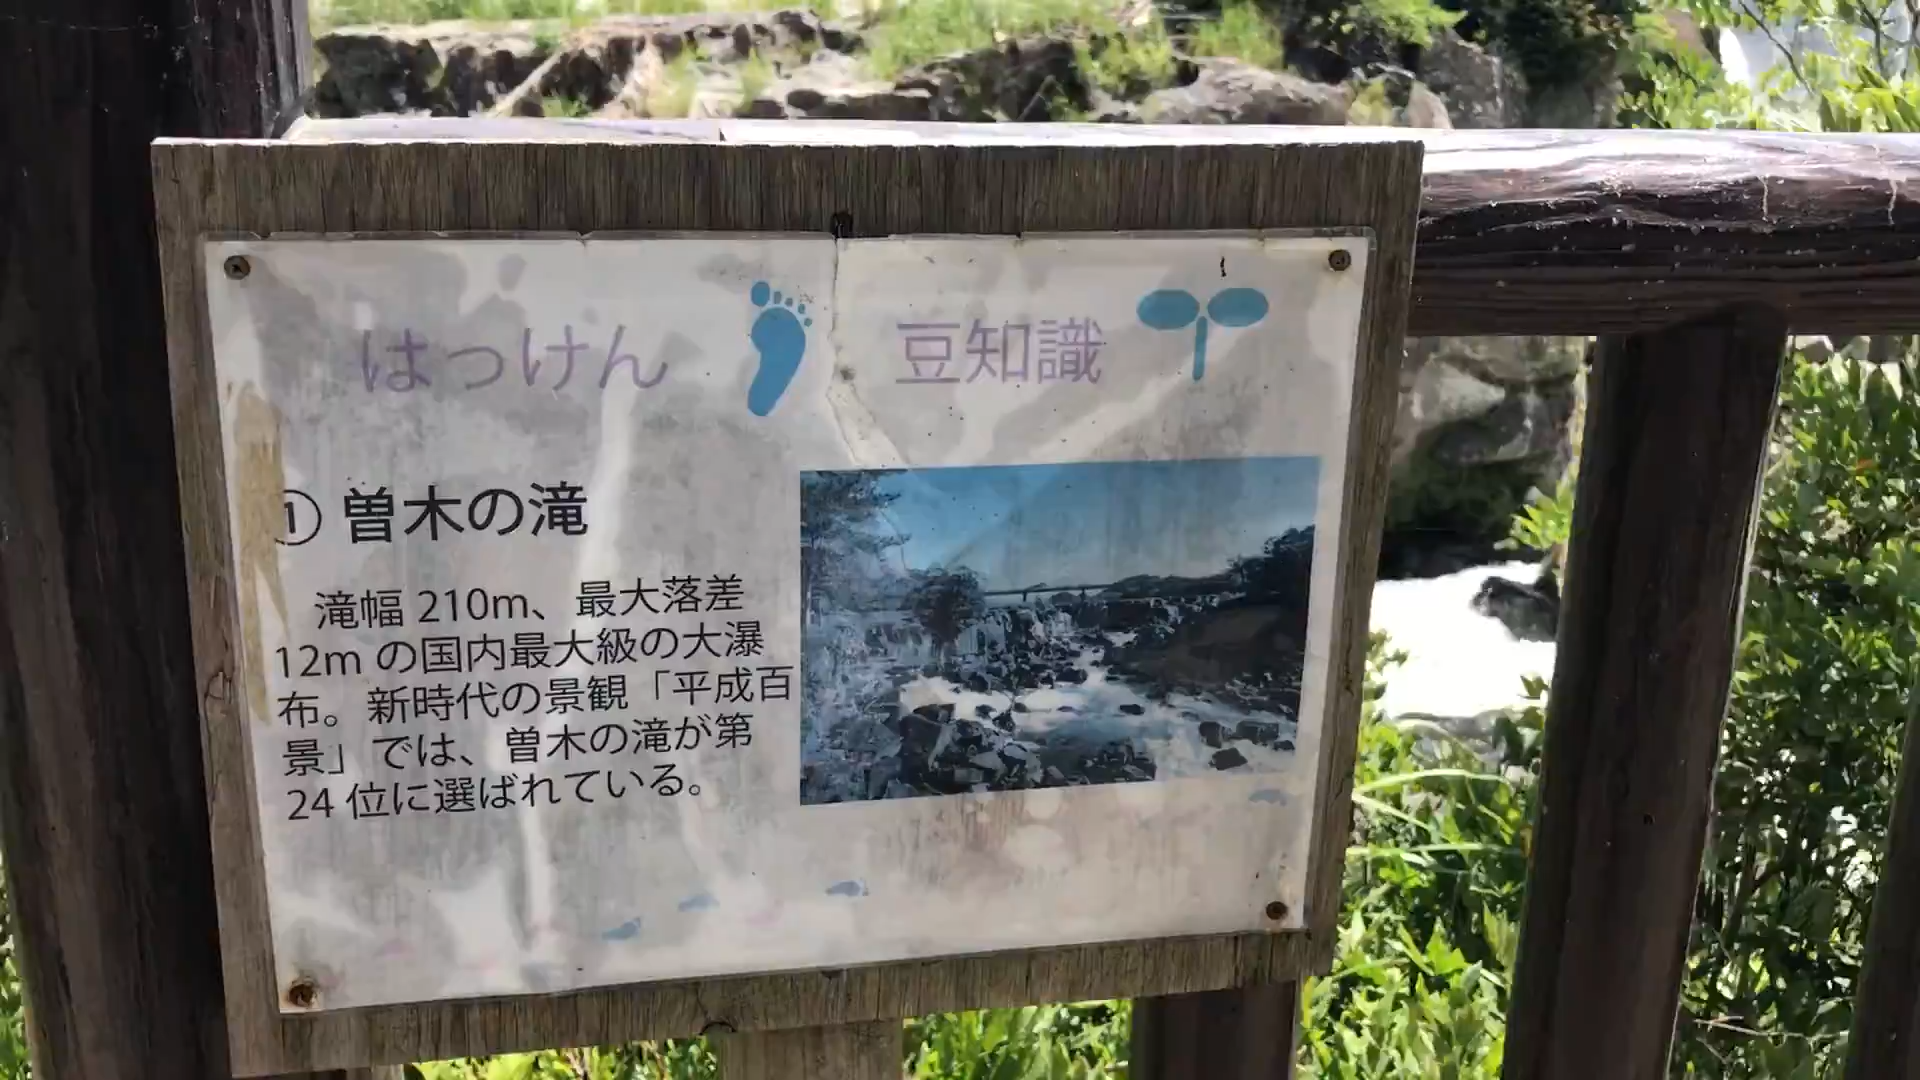 はっけん 豆知識
① 曽木の滝
滝幅 210m、最大落差
12m の国内最大級の大瀑
布。新時代の景観「平成百
景」では、曽木の滝が第
24 位に選ばれている。